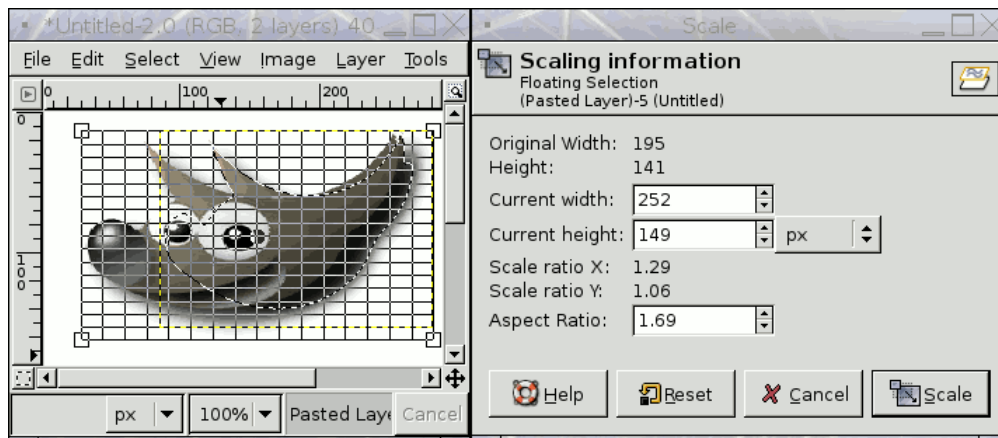 *Untitled-2.0 (RGB, 2 layers) 40
File Edit Select View Image Layer Tools
0 100 200
0
100
px 100% Pasted Laye Cancel
Scale
Scaling information
Floating Selection
(Pasted Layer)-5 (Untitled)
Original Width: 195
Height: 141
Current width: 252
Current height: 149 px
Scale ratio X: 1.29
Scale ratio Y: 1.06
Aspect Ratio: 1.69
Help Reset Cancel Scale